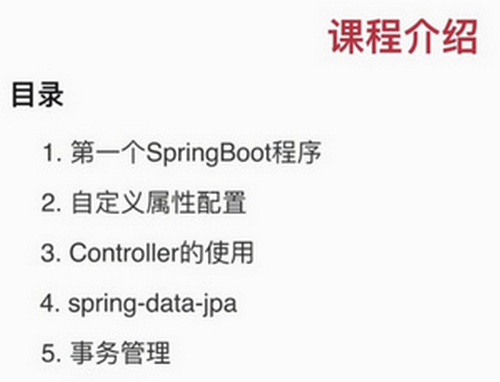 课程介绍
目录
1. 第一个SpringBoot程序
2. 自定义属性配置
3. Controller的使用
4. spring-data-jpa
5. 事务管理